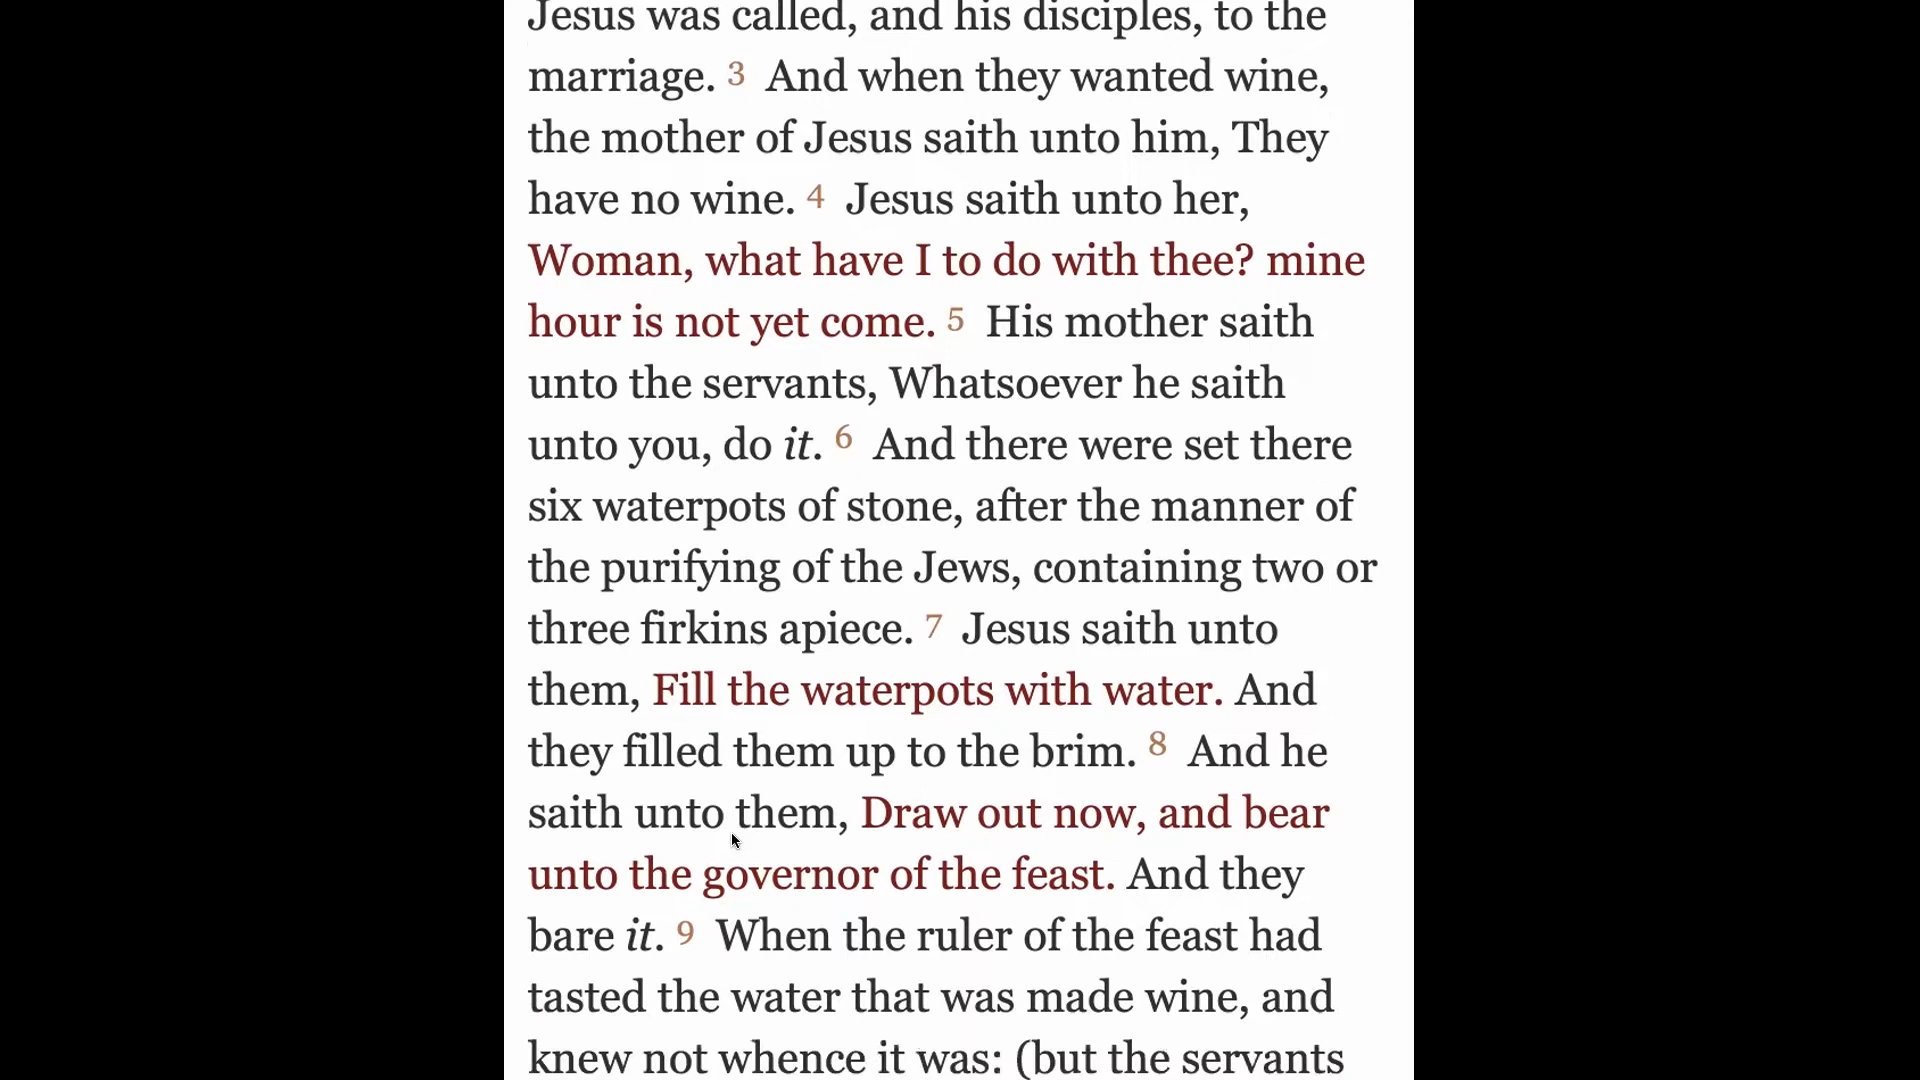 Jesus was called, and his disciples, to the
marriage. 3 And when they wanted wine,
the mother of Jesus saith unto him, They
have no wine. 4 Jesus saith unto her,
Woman, what have I to do with thee? mine
hour is not yet come. 5 His mother saith
unto the servants, Whatsoever he saith
unto you, do it. 6 And there were set there
six waterpots of stone, after the manner of
the purifying of the Jews, containing two or
three firkins apiece. 7 Jesus saith unto
them, Fill the waterpots with water. And
they filled them up to the brim. 8 And he
saith unto them, Draw out now, and bear
unto the governor of the feast. And they
bare it. 9 When the ruler of the feast had
tasted the water that was made wine, and
knew not whence it was: (but the servants